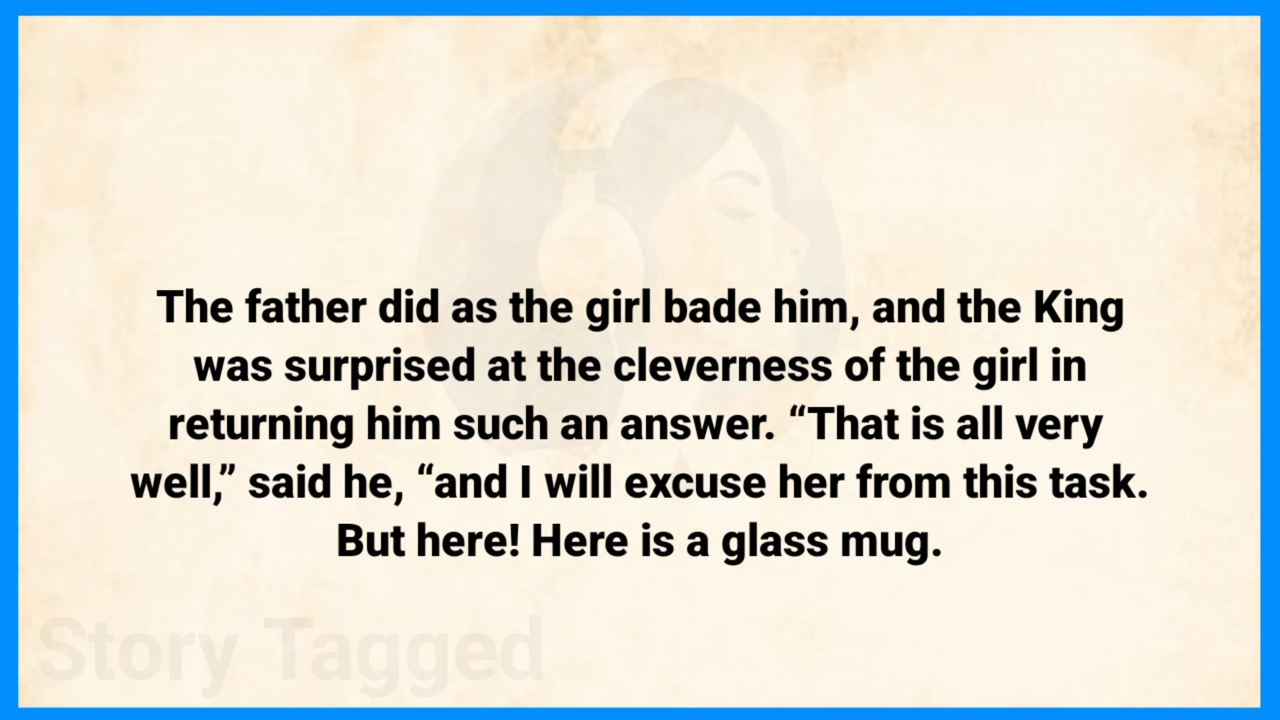 The father did as the girl bade him, and the King
was surprised at the cleverness of the girl in
returning him such an answer. “That is all very
well,” said he, “and I will excuse her from this task.
But here! Here is a glass mug.
Story Tagged